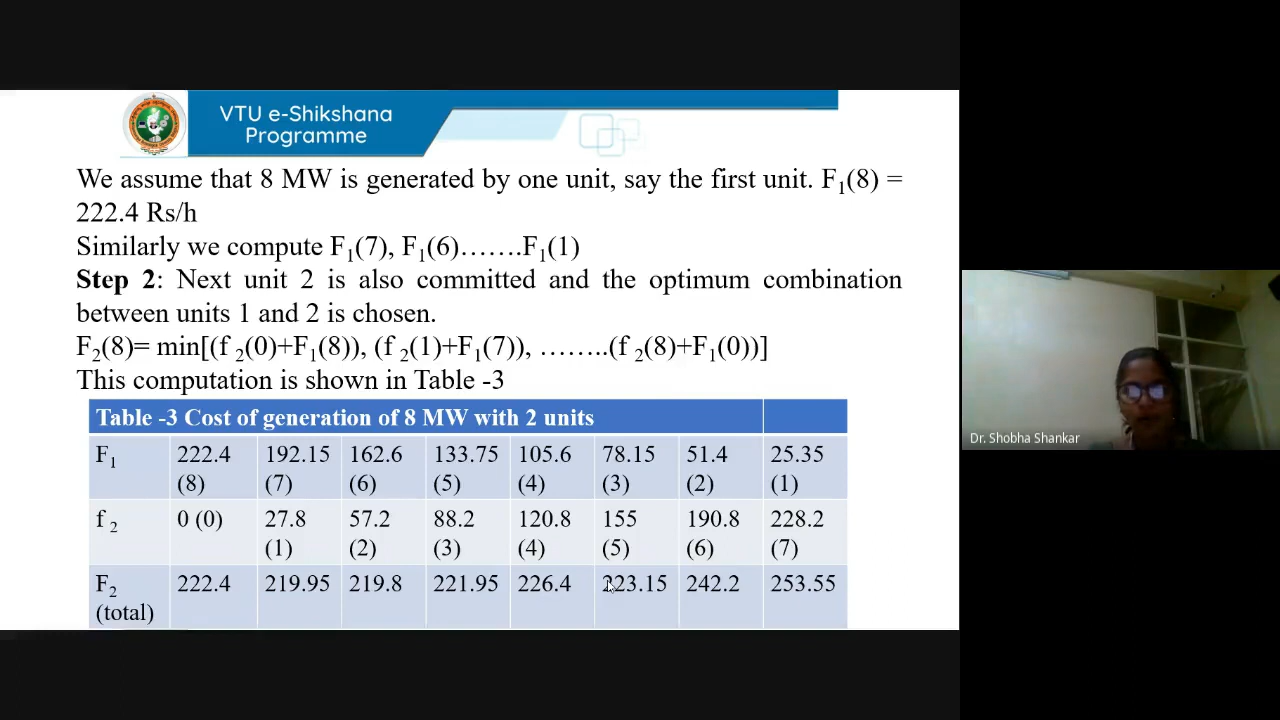 VTU e-Shikshana
Programme
We assume that 8 MW is generated by one unit, say the first unit. F₁(8) =
222.4 Rs/h
Similarly we compute F₁(7), F₁(6)…….F₁(1)
Step 2: Next unit 2 is also committed and the optimum combination
between units 1 and 2 is chosen.
F₂(8)= min[(f ₂(0)+F₁(8)), (f ₂(1)+F₁(7)), ……..(f ₂(8)+F₁(0))]
This computation is shown in Table -3
Table -3 Cost of generation of 8 MW with 2 units
F₁ 222.4 192.15 162.6 133.75 105.6 78.15 51.4 25.35
(8) (7) (6) (5) (4) (3) (2) (1)
f ₂ 0 (0) 27.8 57.2 88.2 120.8 155 190.8 228.2
(1) (2) (3) (4) (5) (6) (7)
F₂ 222.4 219.95 219.8 221.95 226.4 223.15 242.2 253.55
(total)
Dr. Shobha Shankar